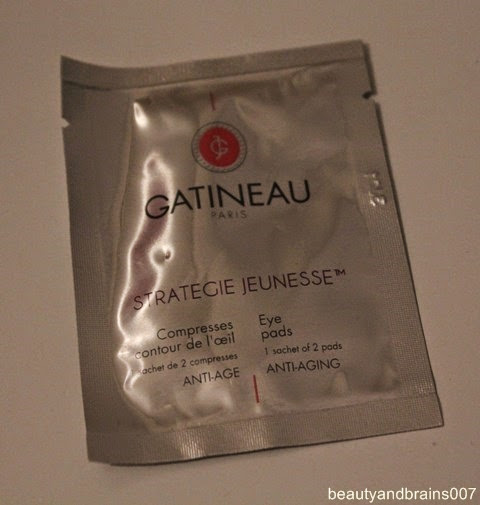 GATINEAU
PARIS
STRATEGIE JEUNESSE™
Compresses
contour de l'œil
sachet de 2 compresses
ANTI-AGE
Eye
pads
1 sachet of 2 pads
ANTI-AGING
beautyandbrains007